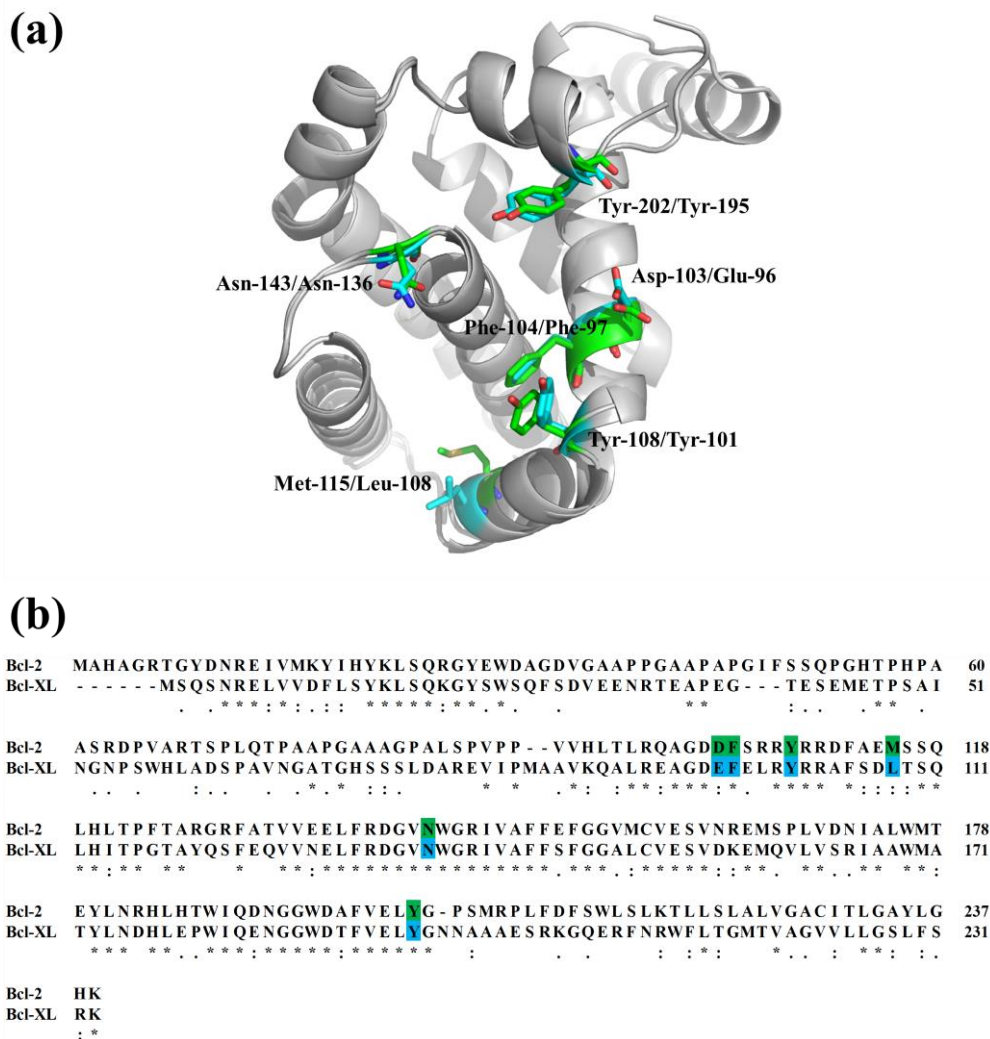 (a)
Tyr-202/Tyr-195
Asp-103/Glu-96
Asn-143/Asn-136
Phe-104/Phe-97
Tyr-108/Tyr-101
Met-115/Leu-108
(b)
Bcl-2 MAHAGRTGYDNREIVMKYIHYKLSQRGYEWDAGDVGAAPPGAAPAPGIFSSQPGHTPHPA 60
Bcl-XL ------MSQSNRELVVDFLSYKLSQKGYSWSQFSDVEENRTEAPEG---TESEMETPSAI 51
. . **:*:.:: *****:**.*. . ** :. . ** .
Bcl-2 ASRDPVARTSPLQTPAAPGAAAGPALSPVPP--VVHLTLRQAGDDFSRRYRRDFAEMSSQ 118
Bcl-XL NGNPSWHLADSPAVNGATGHSSSLDAREVIPMAAVKQALREAGDEFELRYRRAFSDLTSQ 111
.. . :. .*.* ::. * * .*: :**:***:*. **** *::::**
Bcl-2 LHLTPFTARGRFATVVEELFRDGVNWGRIVAFFEFGGVMCVESVNREMSPLVDNIALWMT 178
Bcl-XL LHITPGTAYQSFEQVVNELFRDGVNWGRIVAFFSFGGALCVESVDKEMQVLVSRIAAWMA 171
**:** ** * **:****************.***.:*****::**. **..** **:
Bcl-2 EYLNRHLHTWIQDNGGWDAFVELYG-PSMRPLFDFSWLSLKTLLSLALVGACITLGAYLG 237
Bcl-XL TYLNDHLEPWIQENGGWDTFVELYGNNAAAESRKGQERFNRWFLTGMTVAGVVLLGSLFS 231
*** **..***:*****:****** : . . : :*: *..: **: :.
Bcl-2 HK
Bcl-XL RK
:*